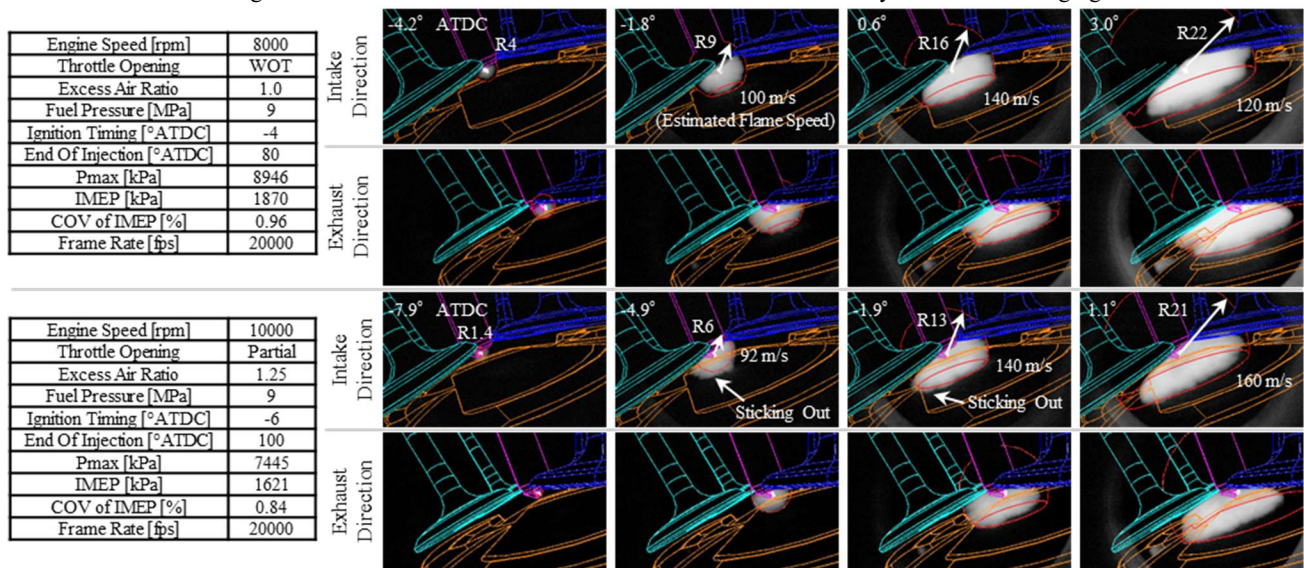 Engine Speed [rpm] 8000
Throttle Opening WOT
Excess Air Ratio 1.0
Fuel Pressure [MPa] 9
Ignition Timing [°ATDC] -4
End Of Injection [°ATDC] 80
Pmax [kPa] 8946
IMEP [kPa] 1870
COV of IMEP [%] 0.96
Frame Rate [fps] 20000
Intake
Direction
-4.2° ATDC
R4
-1.8°
R9
100 m/s
(Estimated Flame Speed)
0.6°
R16
140 m/s
3.0°
R22
120 m/s
Exhaust
Direction
Engine Speed [rpm] 10000
Throttle Opening Partial
Excess Air Ratio 1.25
Fuel Pressure [MPa] 9
Ignition Timing [°ATDC] -6
End Of Injection [°ATDC] 100
Pmax [kPa] 7445
IMEP [kPa] 1621
COV of IMEP [%] 0.84
Frame Rate [fps] 20000
Intake
Direction
-7.9° ATDC
R1.4
-4.9°
R6
92 m/s
Sticking Out
-1.9°
R13
140 m/s
Sticking Out
1.1°
R21
160 m/s
Exhaust
Direction